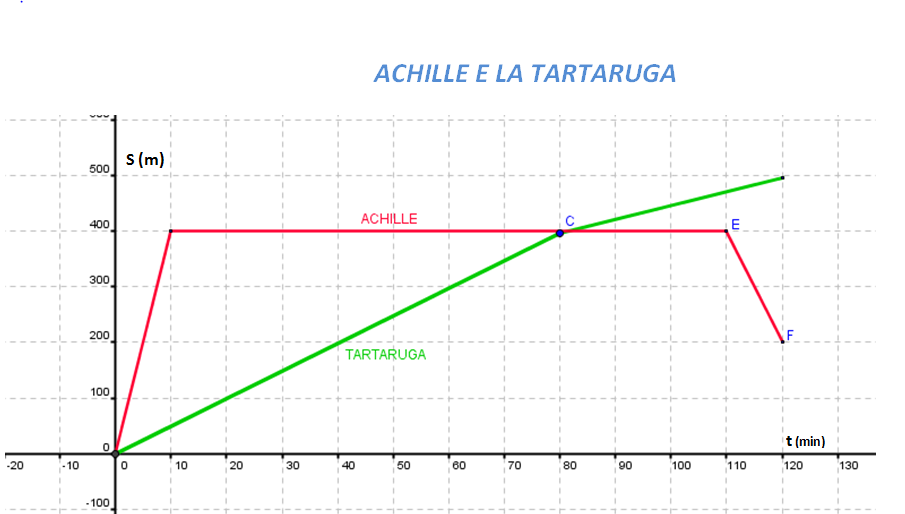 ACHILLE E LA TARTARUGA
S (m)
500
ACHILLE
C
400
E
300
F
200
TARTARUGA
100
t (min)
0
-20 -10 0 10 20 30 40 50 60 70 80 90 100 110 120 130
-100